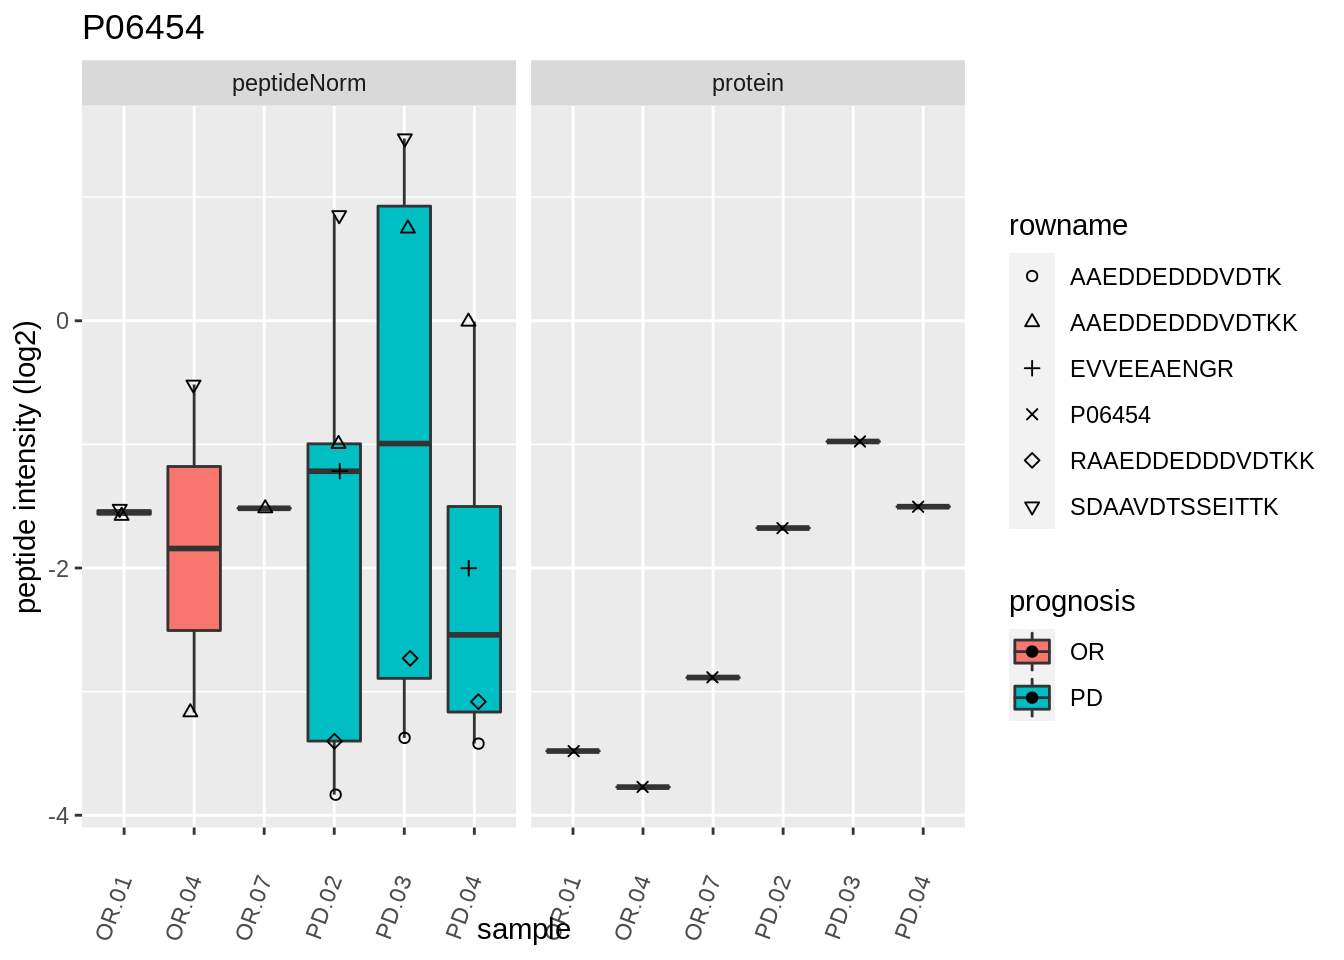 P06454
peptideNorm
protein
peptide intensity (log2)
0
-2
-4
OR.01
OR.04
OR.07
PD.02
PD.03
PD.04
OR.01
OR.04
OR.07
PD.02
PD.03
PD.04
sample
rowname
AAEDDEDDDVDTK
AAEDDEDDDVDTKK
EVVEEAENGR
P06454
RAAEDDEDDDVDTKK
SDAAVDTSSEITTK
prognosis
OR
PD